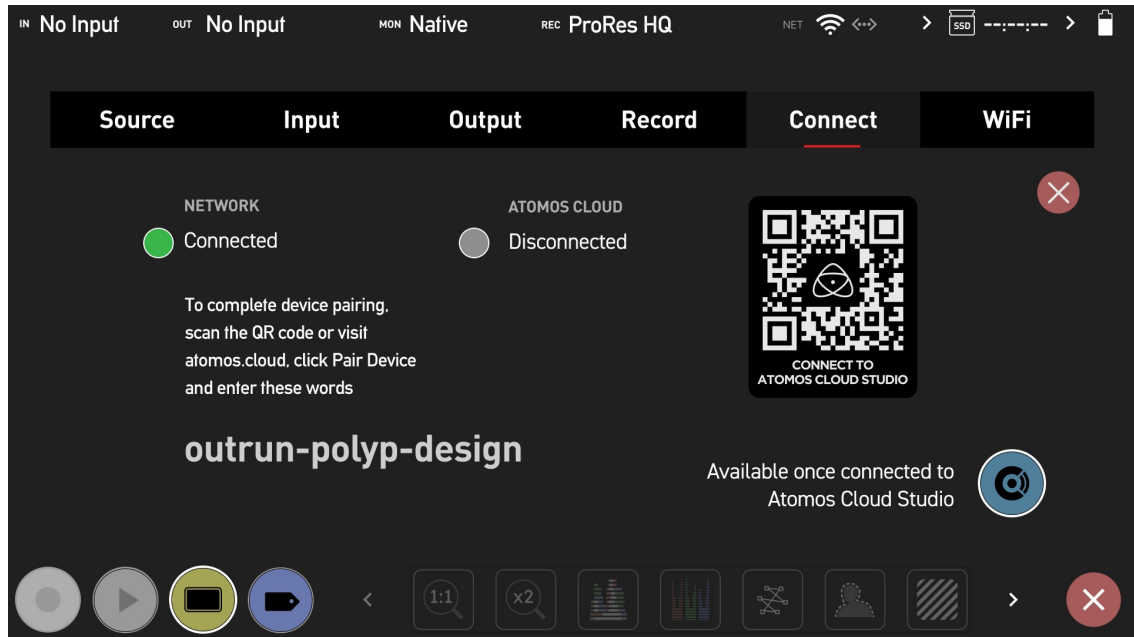 IN No Input OUT No Input MON Native REC ProRes HQ NET SSD --:--:--
Source Input Output Record Connect WiFi
NETWORK
Connected
ATOMOS CLOUD
Disconnected
To complete device pairing,
scan the QR code or visit
atomos.cloud, click Pair Device
and enter these words
outrun-polyp-design
CONNECT TO
ATOMOS CLOUD STUDIO
Available once connected to
Atomos Cloud Studio
1:1 x2